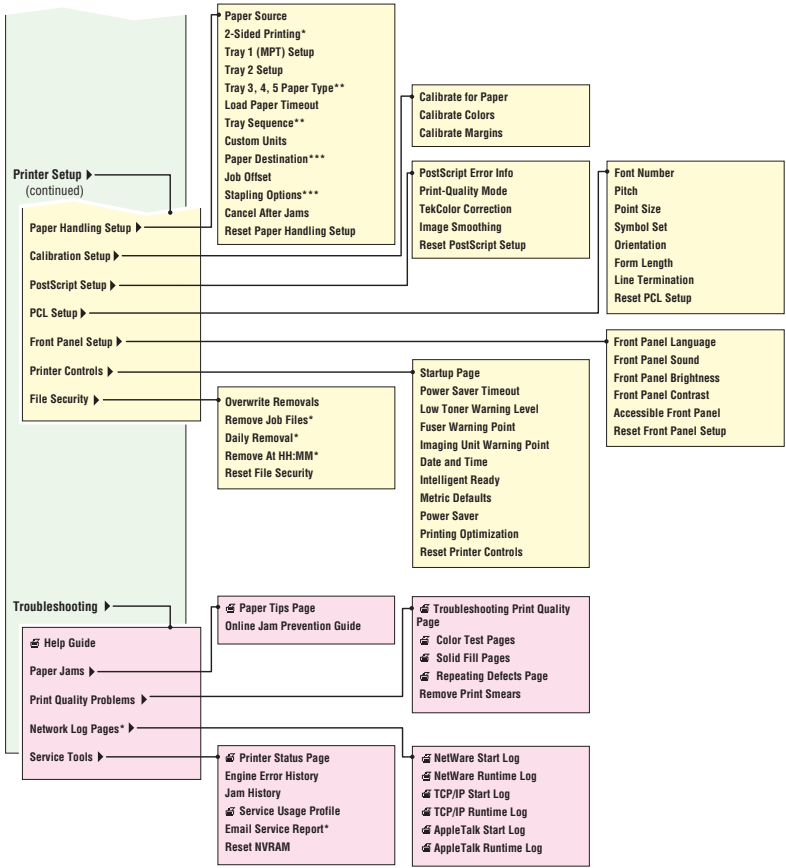 Printer Setup
(continued)
Paper Handling Setup
Calibration Setup
PostScript Setup
PCL Setup
Front Panel Setup
Printer Controls
File Security
Paper Source
2-Sided Printing*
Tray 1 (MPT) Setup
Tray 2 Setup
Tray 3, 4, 5 Paper Type**
Load Paper Timeout
Tray Sequence**
Custom Units
Paper Destination***
Job Offset
Stapling Options***
Cancel After Jams
Reset Paper Handling Setup
Calibrate for Paper
Calibrate Colors
Calibrate Margins
PostScript Error Info
Print-Quality Mode
TekColor Correction
Image Smoothing
Reset PostScript Setup
Font Number
Pitch
Point Size
Symbol Set
Orientation
Form Length
Line Termination
Reset PCL Setup
Front Panel Language
Front Panel Sound
Front Panel Brightness
Front Panel Contrast
Accessible Front Panel
Reset Front Panel Setup
Startup Page
Power Saver Timeout
Low Toner Warning Level
Fuser Warning Point
Imaging Unit Warning Point
Date and Time
Intelligent Ready
Metric Defaults
Power Saver
Printing Optimization
Reset Printer Controls
Overwrite Removals
Remove Job Files*
Daily Removal*
Remove At HH:MM*
Reset File Security
Troubleshooting
Help Guide
Paper Jams
Print Quality Problems
Network Log Pages*
Service Tools
Paper Tips Page
Online Jam Prevention Guide
Troubleshooting Print Quality
Page
Color Test Pages
Solid Fill Pages
Repeating Defects Page
Remove Print Smears
Printer Status Page
Engine Error History
Jam History
Service Usage Profile
Email Service Report*
Reset NVRAM
NetWare Start Log
NetWare Runtime Log
TCP/IP Start Log
TCP/IP Runtime Log
AppleTalk Start Log
AppleTalk Runtime Log